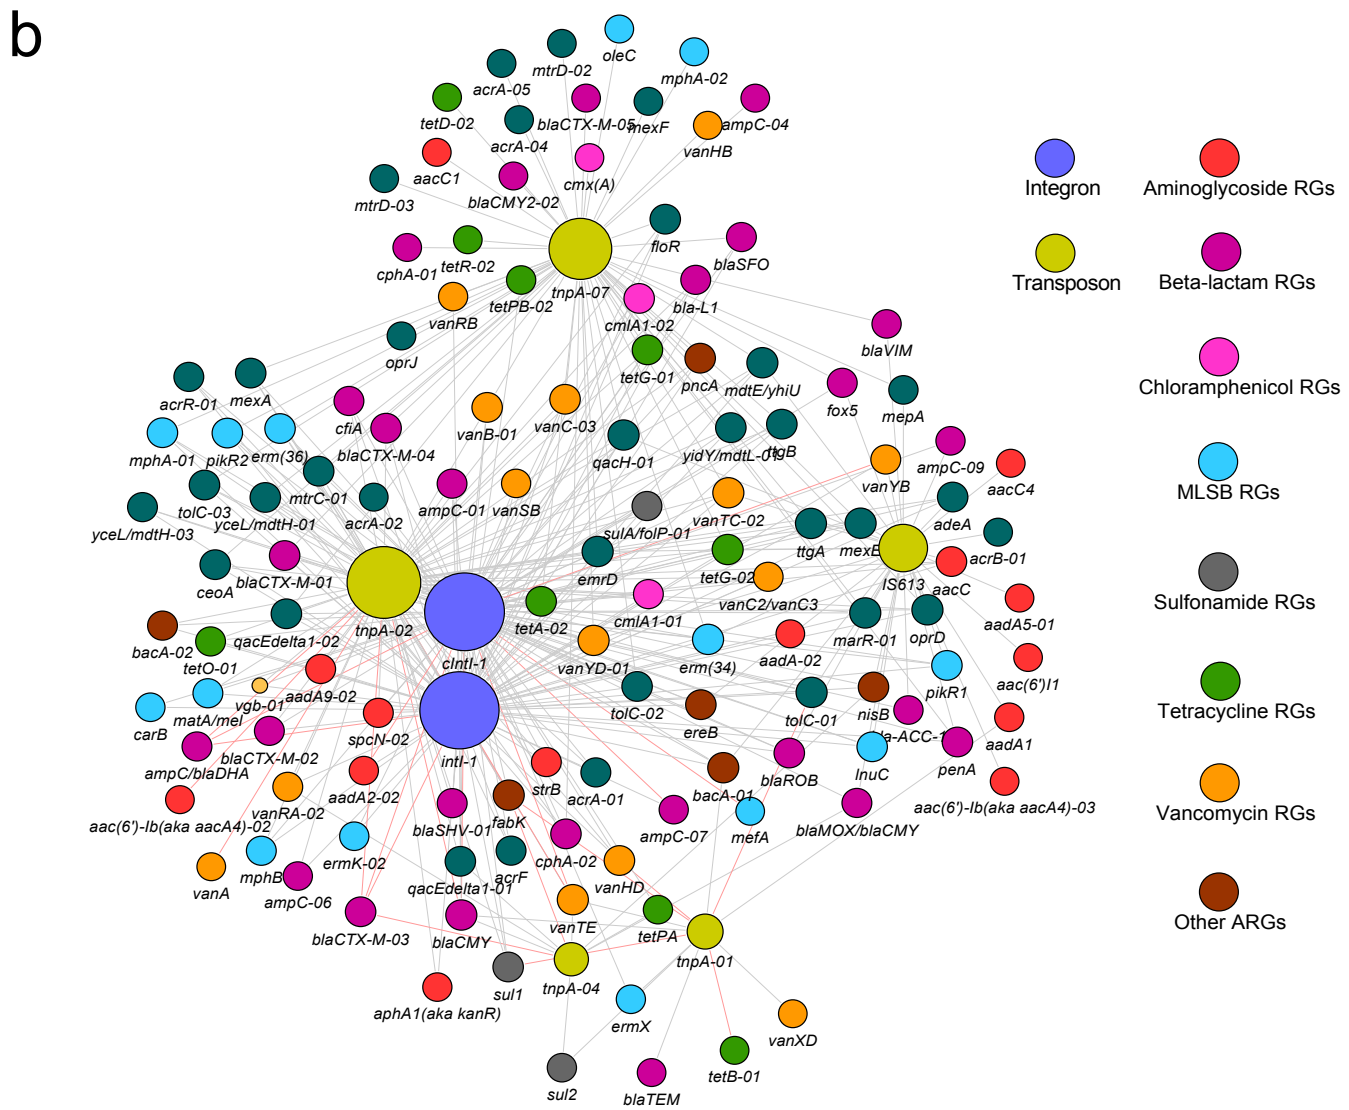 b
oleC
mtrD-02
mphA-02
acrA-05
tetD-02
blaCTX-M-05
mexF
ampC-04
acrA-04
vanHB
aacC1
cmx(A)
blaCMY2-02
mtrD-03
floR
blaSFO
cphA-01
tetR-02
tnpA-07
tetPB-02
bla-L1
vanRB
cmlA1-02
blaVIM
oprJ
tetG-01
pncA
mdtE/yhiU
fox5
mepA
acrR-01
mexA
cfiA
vanB-01
vanC-03
mphA-01
pikR2
erm(36)
blaCTX-M-04
qacH-01
yidY/mdtL-01
ttgB
ampC-09
vanYB
aacC4
mtrC-01
tolC-03
yceL/mdtH-01
acrA-02
ampC-01
vanSB
sulA/folP-01
vanTC-02
adeA
yceL/mdtH-03
ttgA
mexE
acrB-01
blaCTX-M-01
ceoA
emrD
tetG-02
IS613
aacC
vanC2/vanC3
qacEdelta1-02
tnpA-02
tetA-02
cmlA1-01
marR-01
oprD
aadA5-01
bacA-02
tetO-01
cIntI-1
vanYD-01
erm(34)
aadA-02
pikR1
aac(6')I1
vgb-01
aadA9-02
carB
matA/mel
spcN-02
tolC-02
ereB
tolC-01
nisB
aadA1
ampC/blaDHA
blaCTX-M-02
intI-1
blaROB
lnuC
penA
aac(6')-Ib(aka aacA4)-02
vanRA-02
aadA2-02
strB
acrA-01
bacA-01
aac(6')-Ib(aka aacA4)-03
blaSHV-01
fabK
ampC-07
mefA
blaMOX/blaCMY
vanA
mphB
ermK-02
cphA-02
ampC-06
qacEdelta1-01
acrF
vanHD
blaCTX-M-03
blaCMY
vanTE
tetPA
tnpA-01
aphA1(aka kanR)
sul1
tnpA-04
ermX
vanXD
sul2
blaTEM
tetB-01
Integron
Aminoglycoside RGs
Transposon
Beta-lactam RGs
Chloramphenicol RGs
MLSB RGs
Sulfonamide RGs
Tetracycline RGs
Vancomycin RGs
Other ARGs